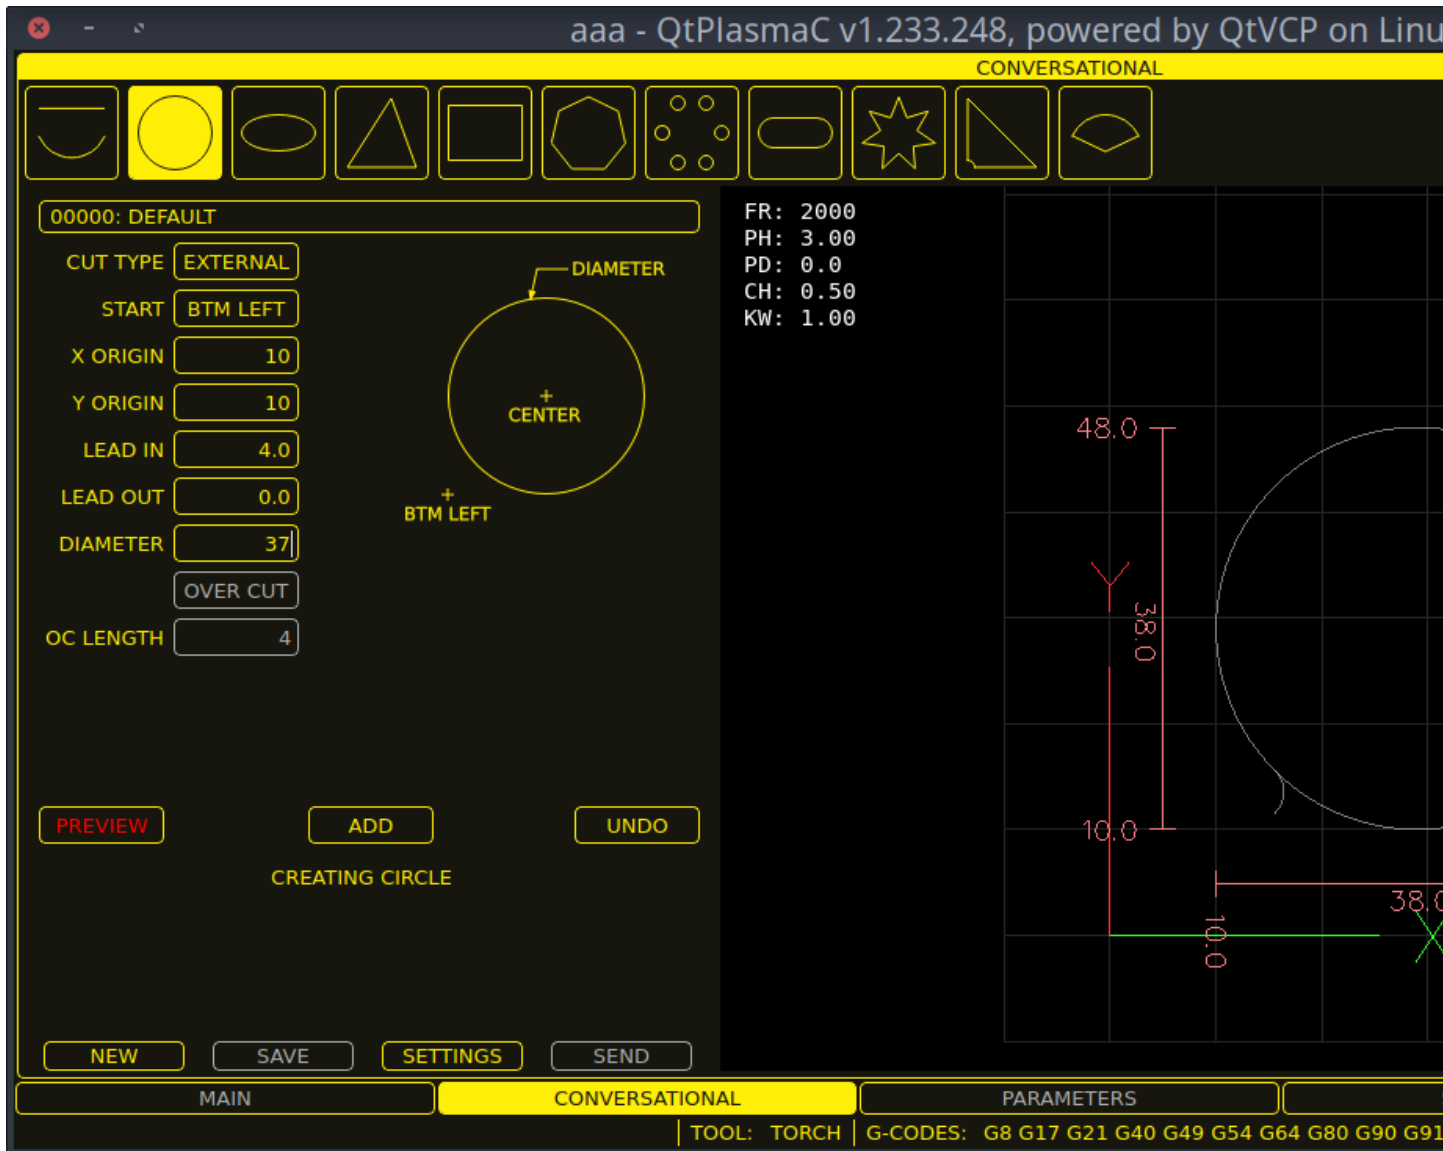 aaa - QtPlasmaC v1.233.248, powered by QtVCP on Linu
CONVERSATIONAL
00000: DEFAULT
CUT TYPE EXTERNAL
START BTM LEFT
X ORIGIN 10
Y ORIGIN 10
LEAD IN 4.0
LEAD OUT 0.0
DIAMETER 37
OVER CUT
OC LENGTH 4
DIAMETER
CENTER
BTM LEFT
PREVIEW ADD UNDO
CREATING CIRCLE
NEW SAVE SETTINGS SEND
FR: 2000
PH: 3.00
PD: 0.0
CH: 0.50
KW: 1.00
48.0
Y
38.0
10.0
38.0
10.0
X
MAIN CONVERSATIONAL PARAMETERS
TOOL: TORCH G-CODES: G8 G17 G21 G40 G49 G54 G64 G80 G90 G91